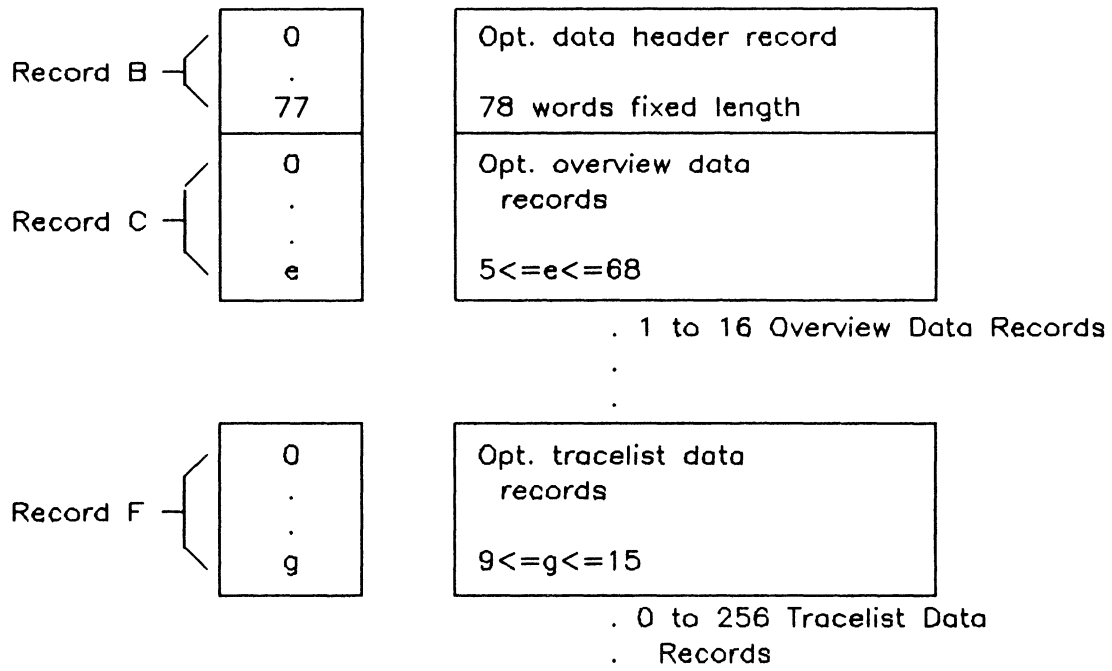 0 Opt. data header record
Record B .
77 78 words fixed length
0 Opt. overview data
. records
Record C
.
e 5<=e<=68
. 1 to 16 Overview Data Records
.
.
0 Opt. tracelist data
. records
Record F
.
g 9<=g<=15
. 0 to 256 Tracelist Data
. Records